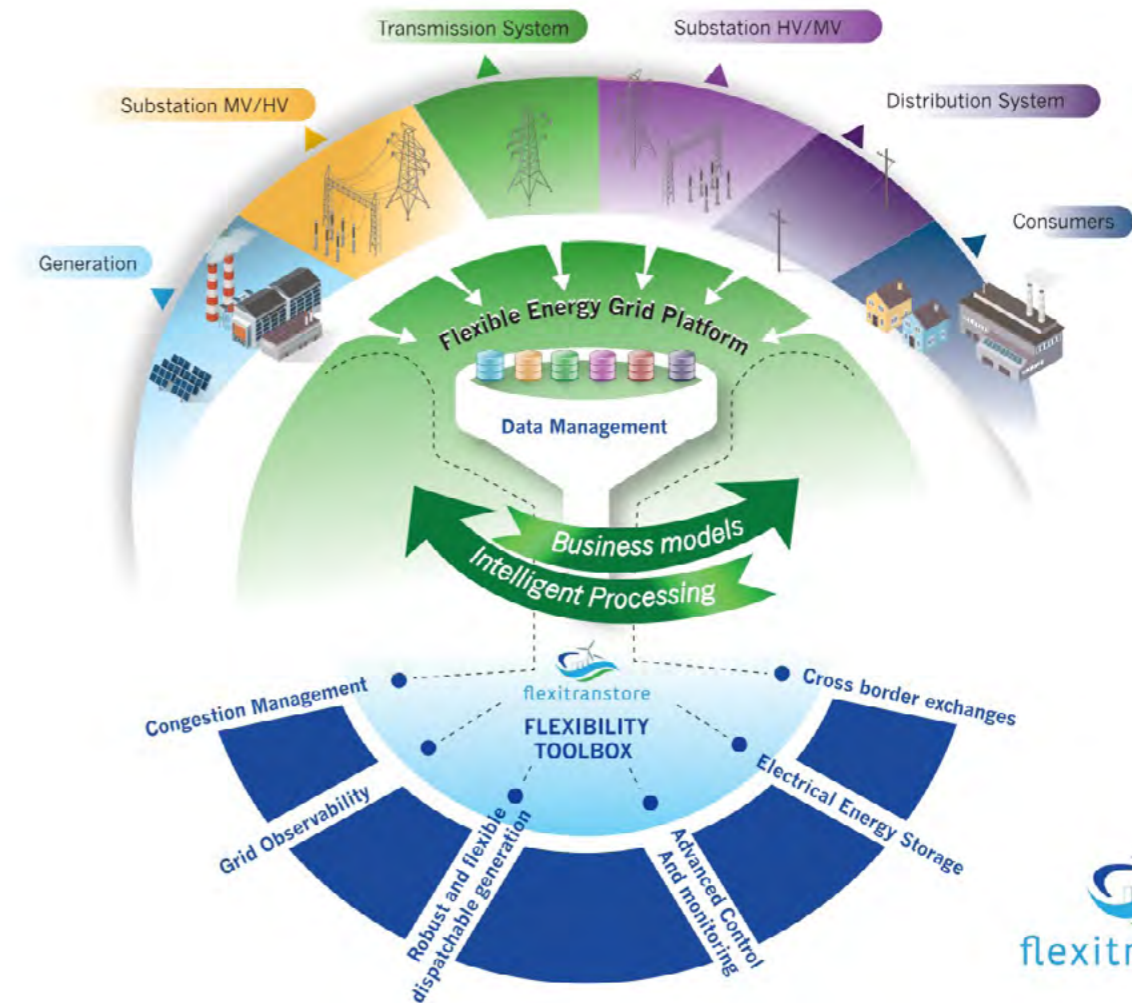 Transmission System
Substation HV/MV
Substation MV/HV
Distribution System
Generation
Consumers
Flexible Energy Grid Platform
Data Management
Business models
Intelligent Processing
flexitranstore
FLEXIBILITY
TOOLBOX
Congestion Management
Grid Observability
Robust and flexible
dispatchable generation
Advanced Control
And monitoring
Electrical Energy Storage
Cross border exchanges
flexitr